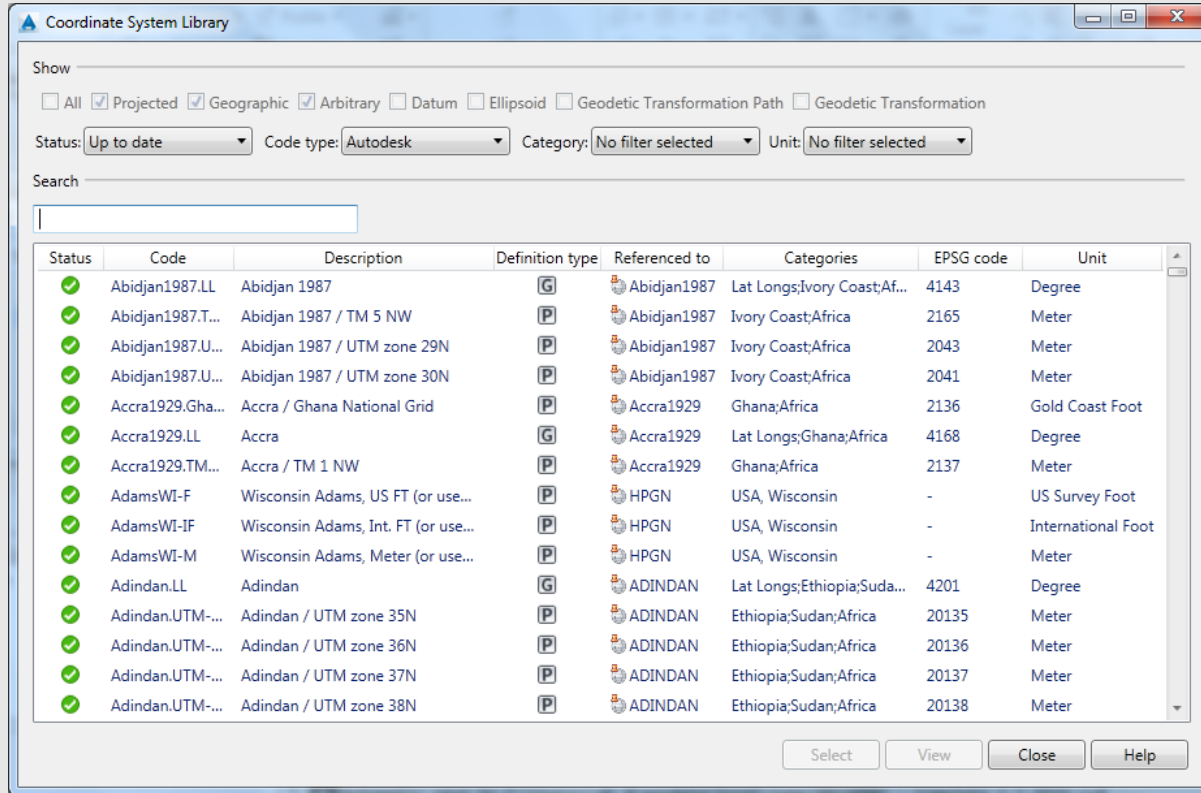 Coordinate System Library
Show
All Projected Geographic Arbitrary Datum Ellipsoid Geodetic Transformation Path Geodetic Transformation
Status: Up to date Code type: Autodesk Category: No filter selected Unit: No filter selected
Search
Status Code Description Definition type Referenced to Categories EPSG code Unit
Abidjan1987.LL Abidjan 1987 G Abidjan1987 Lat Longs;Ivory Coast;Af... 4143 Degree
Abidjan1987.T... Abidjan 1987 / TM 5 NW P Abidjan1987 Ivory Coast;Africa 2165 Meter
Abidjan1987.U... Abidjan 1987 / UTM zone 29N P Abidjan1987 Ivory Coast;Africa 2043 Meter
Abidjan1987.U... Abidjan 1987 / UTM zone 30N P Abidjan1987 Ivory Coast;Africa 2041 Meter
Accra1929.Gha... Accra / Ghana National Grid P Accra1929 Ghana;Africa 2136 Gold Coast Foot
Accra1929.LL Accra G Accra1929 Lat Longs;Ghana;Africa 4168 Degree
Accra1929.TM... Accra / TM 1 NW P Accra1929 Ghana;Africa 2137 Meter
AdamsWI-F Wisconsin Adams, US FT (or use... P HPGN USA, Wisconsin - US Survey Foot
AdamsWI-IF Wisconsin Adams, Int. FT (or use... P HPGN USA, Wisconsin - International Foot
AdamsWI-M Wisconsin Adams, Meter (or use... P HPGN USA, Wisconsin - Meter
Adindan.LL Adindan G ADINDAN Lat Longs;Ethiopia;Suda... 4201 Degree
Adindan.UTM-... Adindan / UTM zone 35N P ADINDAN Ethiopia;Sudan;Africa 20135 Meter
Adindan.UTM-... Adindan / UTM zone 36N P ADINDAN Ethiopia;Sudan;Africa 20136 Meter
Adindan.UTM-... Adindan / UTM zone 37N P ADINDAN Ethiopia;Sudan;Africa 20137 Meter
Adindan.UTM-... Adindan / UTM zone 38N P ADINDAN Ethiopia;Sudan;Africa 20138 Meter
Select View Close Help